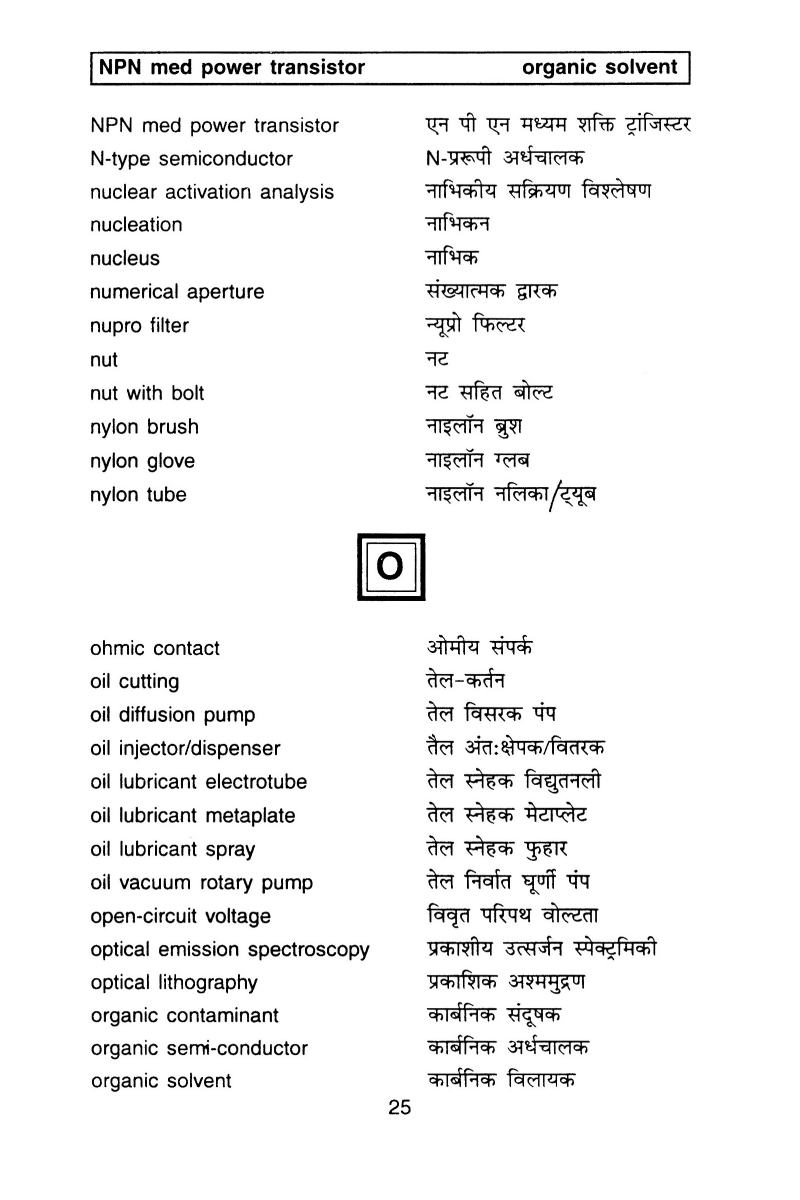 NPN med power transistor organic solvent
NPN med power transistor एन पी एन मध्यम शक्ति ट्रांजिस्टर
N-type semiconductor N-प्ररूपी अर्धचालक
nuclear activation analysis नाभिकीय सक्रियण विश्लेषण
nucleation नाभिकन
nucleus नाभिक
numerical aperture संख्यात्मक द्वारक
nupro filter न्यूप्रो फिल्टर
nut नट
nut with bolt नट सहित बोल्ट
nylon brush नाइलॉन ब्रुश
nylon glove नाइलॉन ग्लब
nylon tube नाइलॉन नलिका/ट्यूब
O
ohmic contact ओमीय संपर्क
oil cutting तेल-कर्तन
oil diffusion pump तेल विसरक पंप
oil injector/dispenser तैल अंत:क्षेपक/वितरक
oil lubricant electrotube तेल स्नेहक विद्युतनली
oil lubricant metaplate तेल स्नेहक मेटाप्लेट
oil lubricant spray तेल स्नेहक फुहार
oil vacuum rotary pump तेल निर्वात घूर्णी पंप
open-circuit voltage विवृत परिपथ वोल्टता
optical emission spectroscopy प्रकाशीय उत्सर्जन स्पेक्ट्रमिकी
optical lithography प्रकाशिक अश्ममुद्रण
organic contaminant कार्बनिक संदूषक
organic semi-conductor कार्बनिक अर्धचालक
organic solvent कार्बनिक विलायक
25